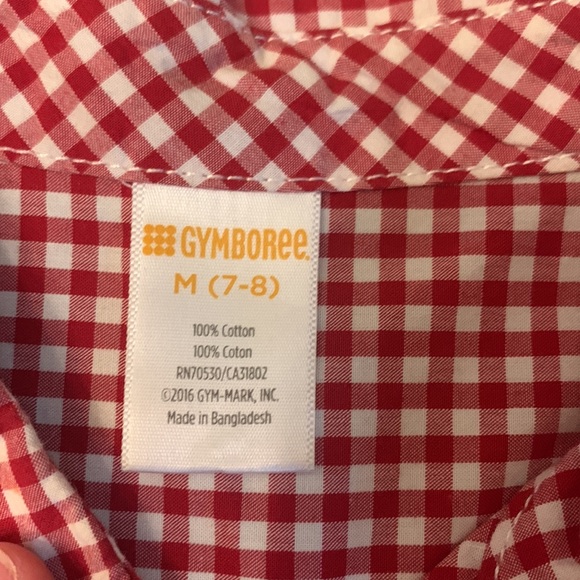 GYMBOREE
M (7-8)
100% Cotton
100% Coton
RN70530/CA31802
©2016 GYM-MARK, INC.
Made in Bangladesh